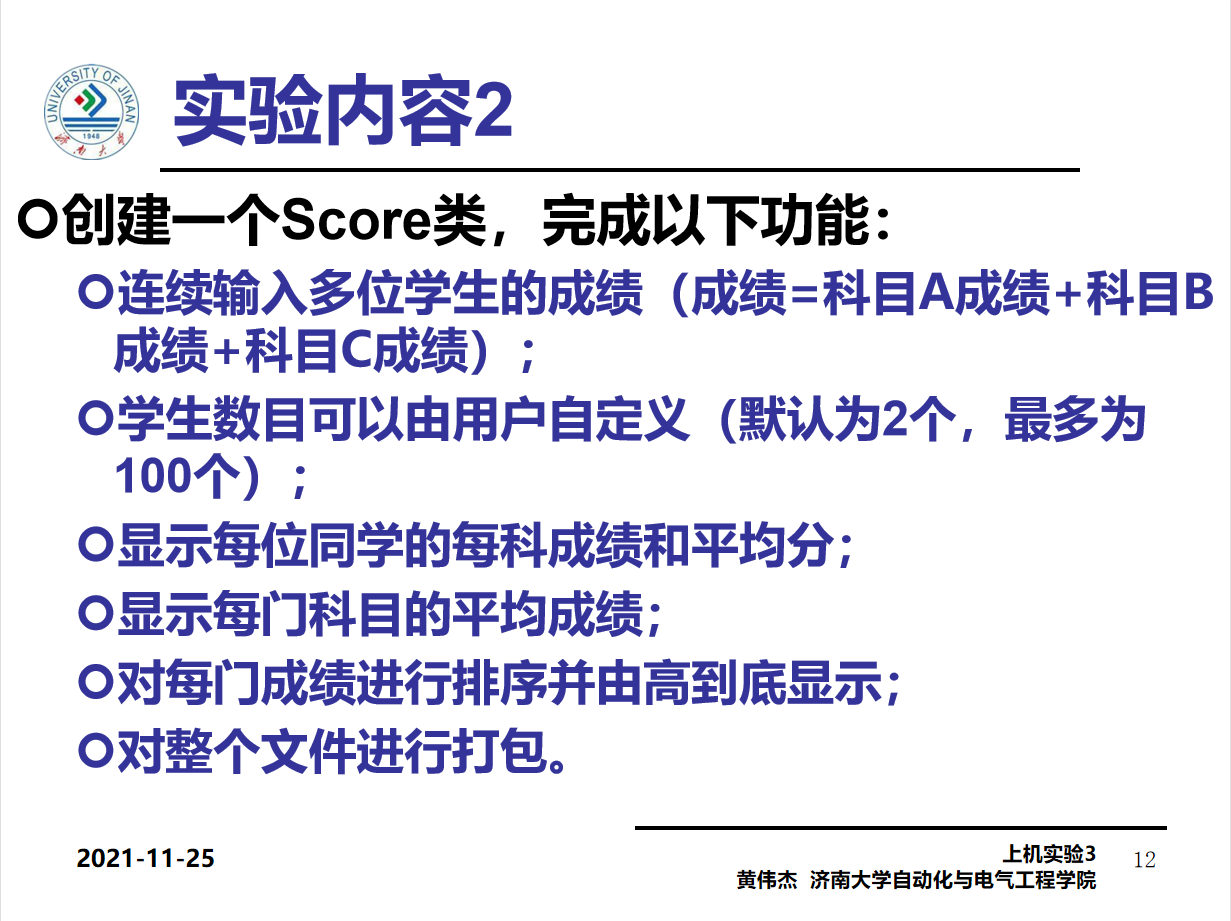 UNIVERSITY OF JINAN
1948
实验内容2
创建一个Score类，完成以下功能：
连续输入多位学生的成绩（成绩=科目A成绩+科目B
成绩+科目C成绩）；
学生数目可以由用户自定义（默认为2个，最多为
100个）；
显示每位同学的每科成绩和平均分；
显示每门科目的平均成绩；
对每门成绩进行排序并由高到底显示；
对整个文件进行打包。
2021-11-25
上机实验3
黄伟杰 济南大学自动化与电气工程学院
12